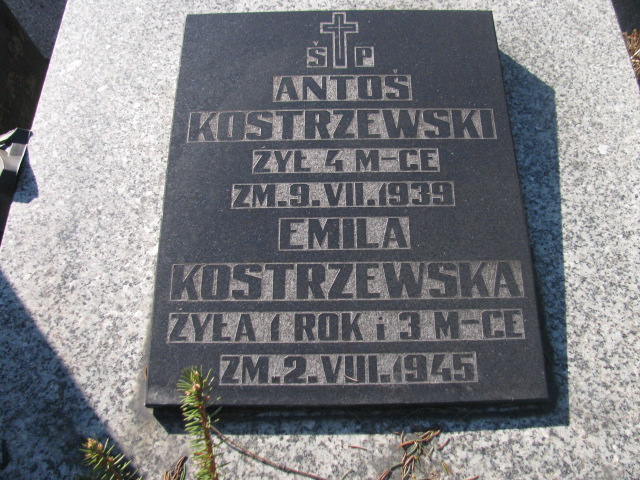 Ś P
ANTOŚ
KOSTRZEWSKI
ŻYŁ 4 M-CE
ZM. 9. VII. 1939
EMILA
KOSTRZEWSKA
ŻYŁA 1 ROK i 3 M-CE
ZM. 2. VIII. 1945